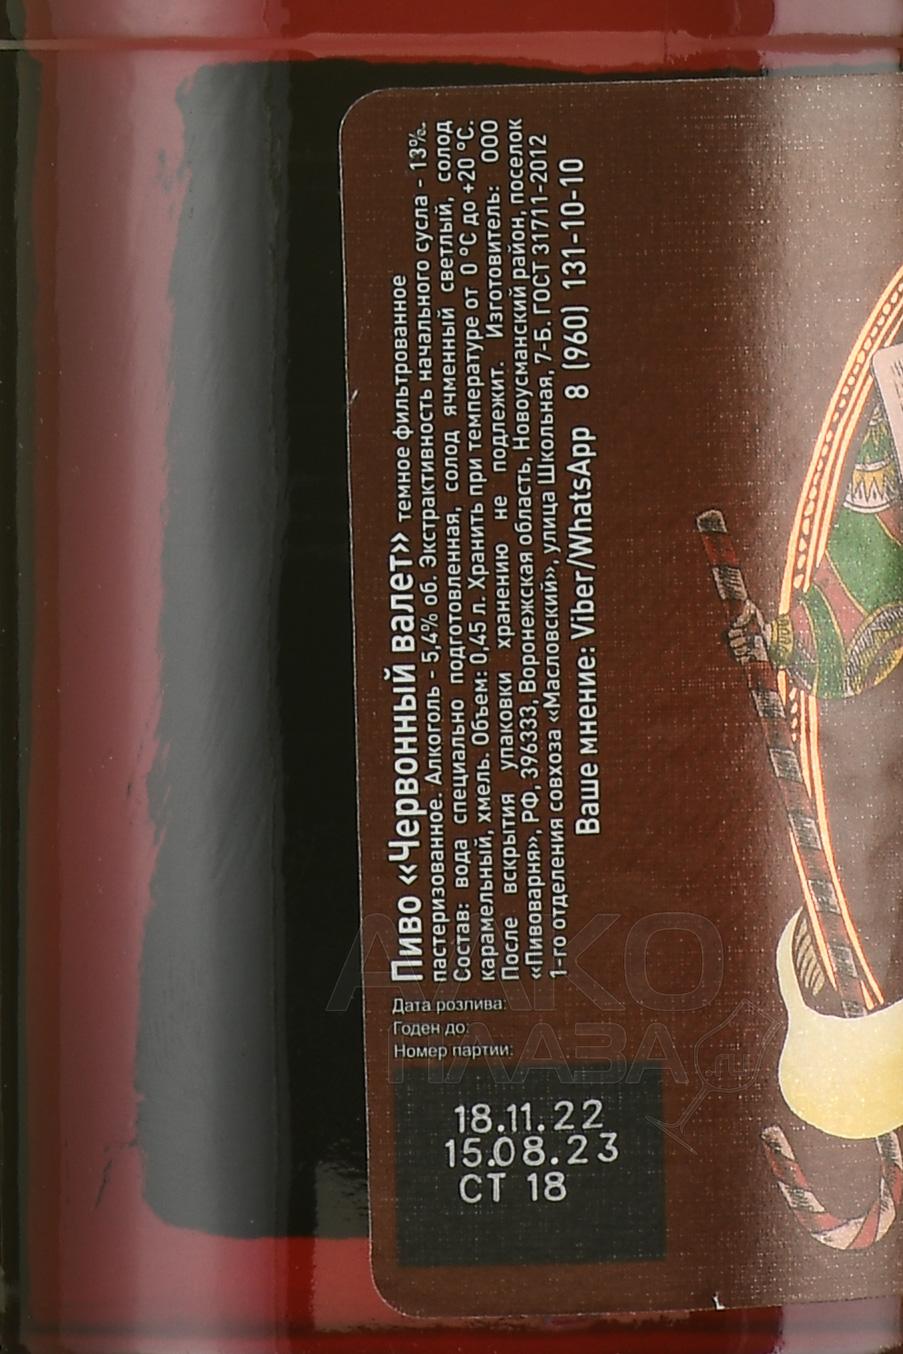 Пиво «Червонный валет» темное фильтрованное
пастеризованное. Алкоголь - 5,4% об. Экстрактивность начального сусла - 13%.
Состав: вода специально подготовленная, солод ячменный светлый, солод
карамельный, хмель. Объем: 0,45 л. Хранить при температуре от 0 °С до +20 °С.
После вскрытия упаковки хранению не подлежит. Изготовитель: ООО
«Пивоварня», РФ, 396333, Воронежская область, Новоусманский район, поселок
1-го отделения совхоза «Масловский», улица Школьная, 7-Б. ГОСТ 31711-2012
Ваше мнение: Viber/WhatsApp 8 (960) 131-10-10
Дата розлива:
Годен до:
Номер партии:
18.11.22
15.08.23
СТ 18
АЛКО
ПЛАЗА.ru